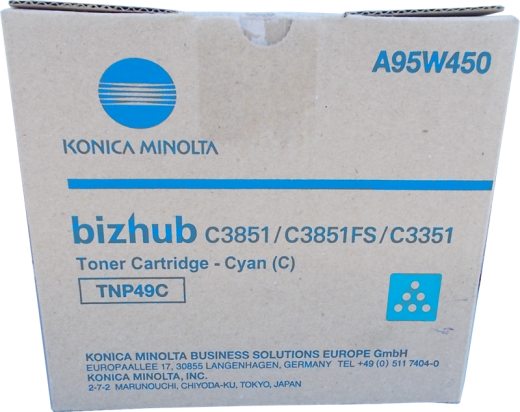 A95W450
KONICA MINOLTA
bizhub C3851/C3851FS/C3351
Toner Cartridge - Cyan (C)
TNP49C
KONICA MINOLTA BUSINESS SOLUTIONS EUROPE GmbH
EUROPAALLEE 17, 30855 LANGENHAGEN, GERMANY TEL +49 (0) 511 7404-0
KONICA MINOLTA, INC.
2-7-2 MARUNOUCHI, CHIYODA-KU, TOKYO, JAPAN